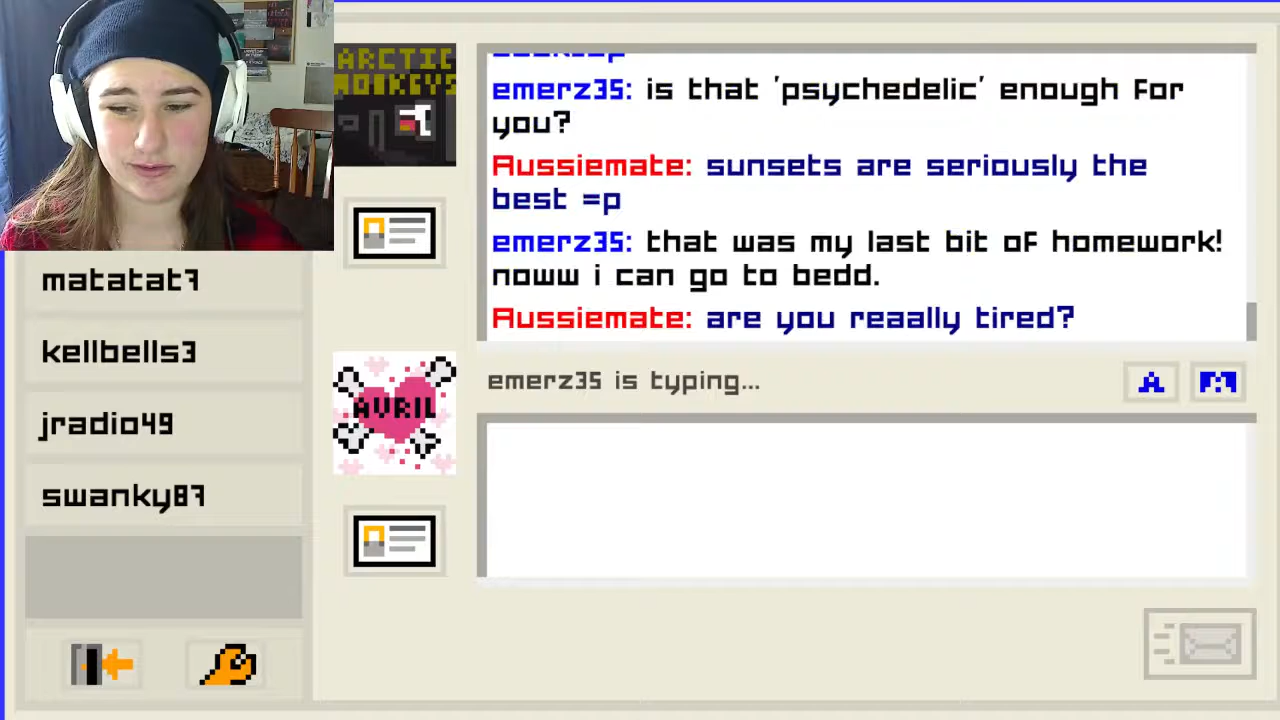 ARCTIC
MONKEYS
emerz35: is that 'psychedelic' enough for
you?
Aussiemate: sunsets are seriously the
best =p
emerz35: that was my last bit of homework!
noww i can go to bedd.
Aussiemate: are you reaally tired?
emerz35 is typing...
A
AVRIL
matatat7
kellbells3
jradio49
swanky87